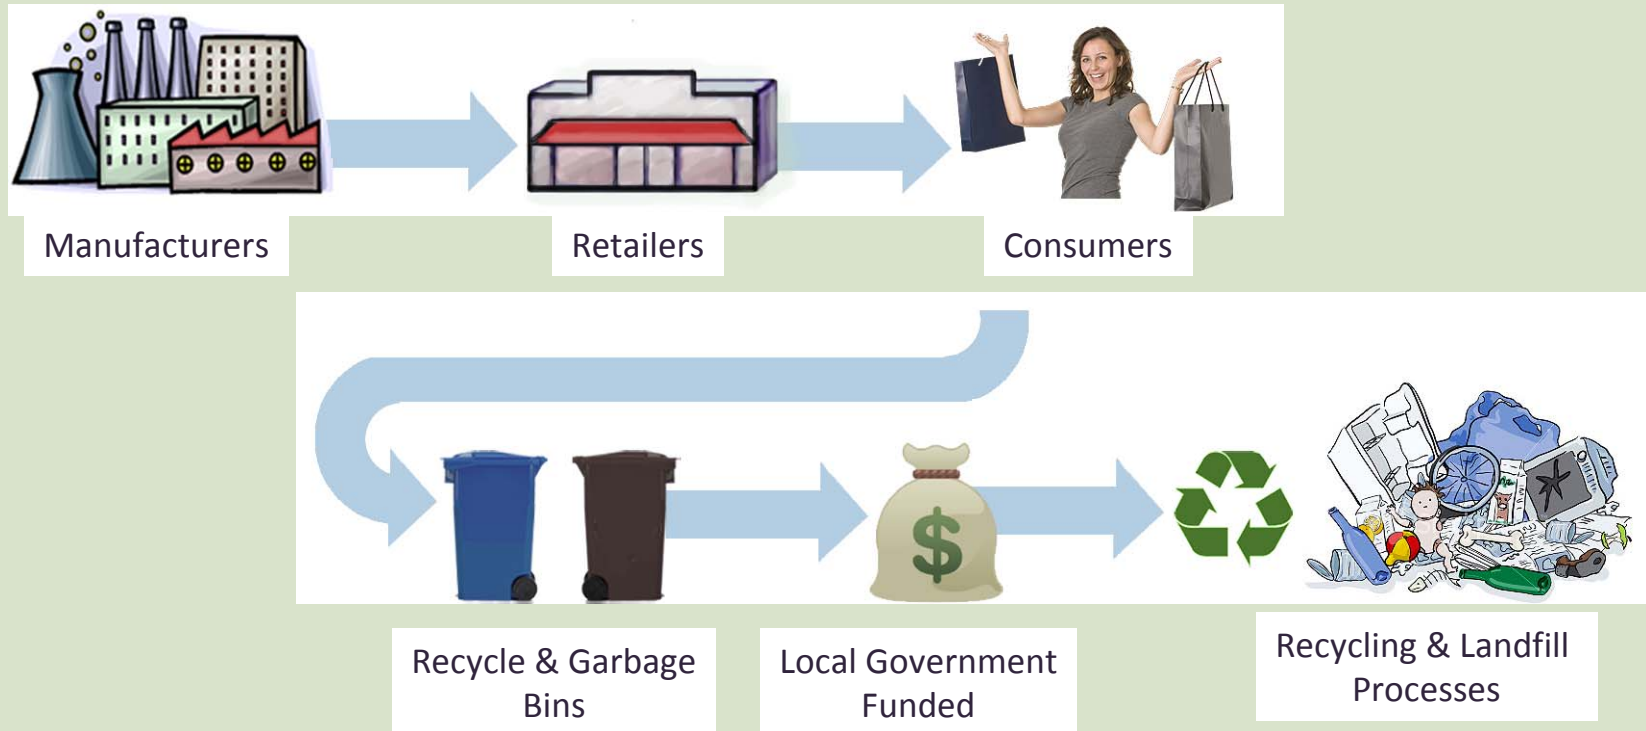 Manufacturers
Retailers
Consumers
$
Recycle & Garbage
Bins
Local Government
Funded
Recycling & Landfill
Processes